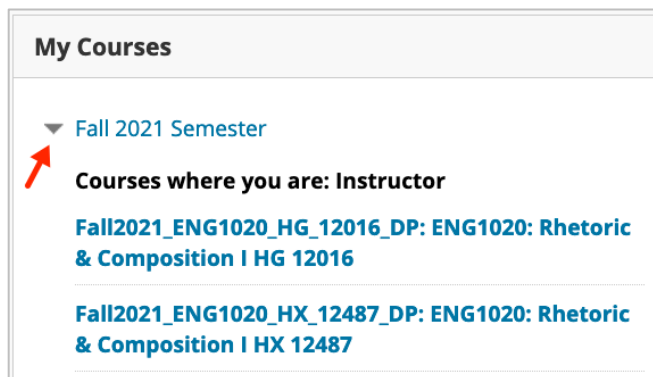 My Courses
Fall 2021 Semester
Courses where you are: Instructor
Fall2021_ENG1020_HG_12016_DP: ENG1020: Rhetoric
& Composition I HG 12016
Fall2021_ENG1020_HX_12487_DP: ENG1020: Rhetoric
& Composition I HX 12487